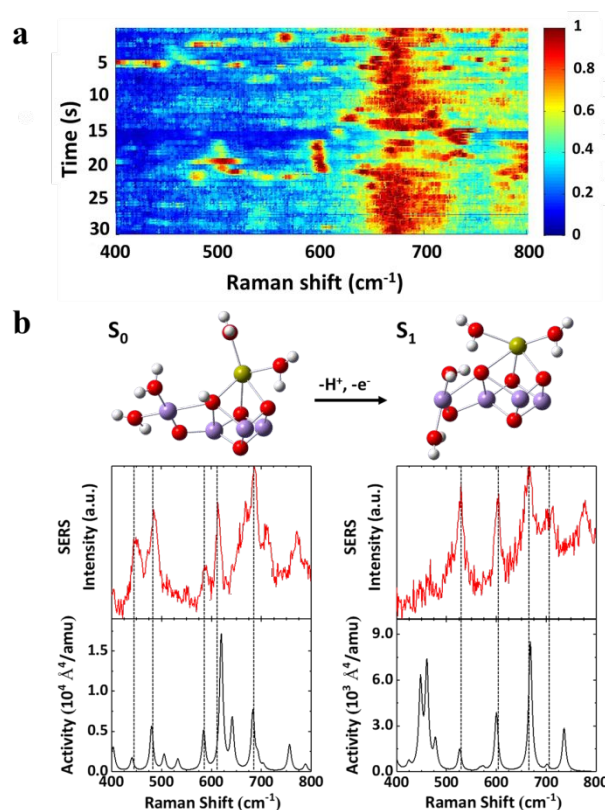 a
Time (s)
5
10
15
20
25
30
400 500 600 700 800
Raman shift (cm⁻¹)
1
0.8
0.6
0.4
0.2
0
b
S₀
S₁
-H⁺, -e⁻
SERS
Intensity (a.u.)
SERS
Intensity (a.u.)
Activity (10⁴ Å⁴/amu)
1.5
1.0
0.5
0.0
400 500 600 700 800
Raman Shift (cm⁻¹)
Activity (10³ Å⁴/amu)
9.0
6.0
3.0
0.0
400 500 600 700 800
Raman Shift (cm⁻¹)